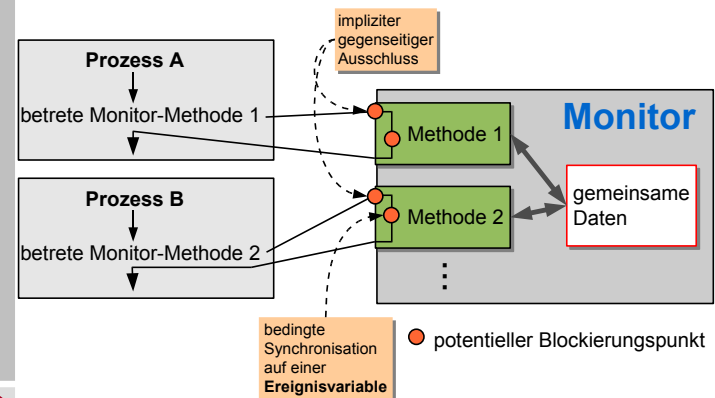 impliziter
gegenseitiger
Ausschluss
Prozess A
betrete Monitor-Methode 1
Monitor
Methode 1
gemeinsame
Daten
Prozess B
betrete Monitor-Methode 2
Methode 2
bedingte
Synchronisation
auf einer
Ereignisvariable
potentieller Blockierungspunkt